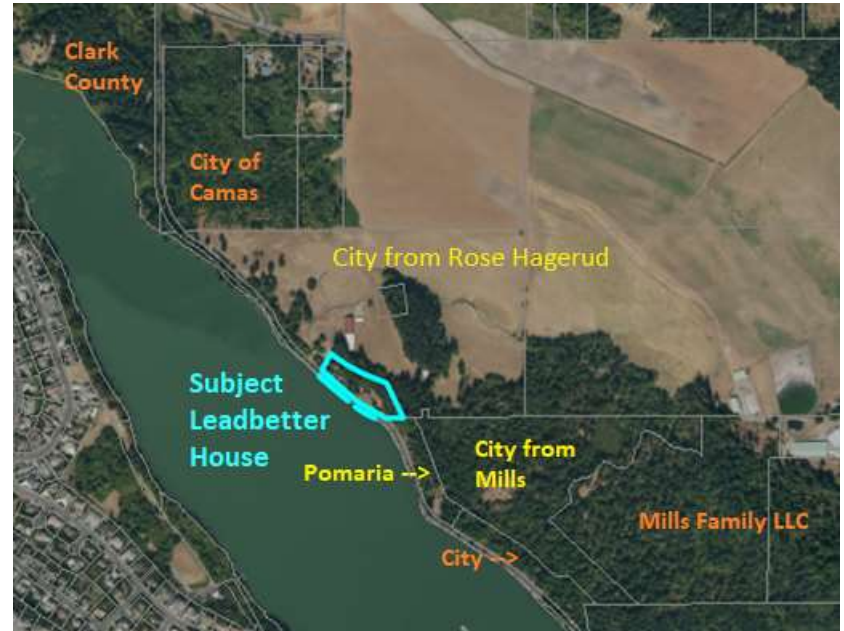 Clark
County
City of
Camas
City from Rose Hagerud
Subject
Leadbetter
House
Pomaria -->
City from
Mills
Mills Family LLC
City -->